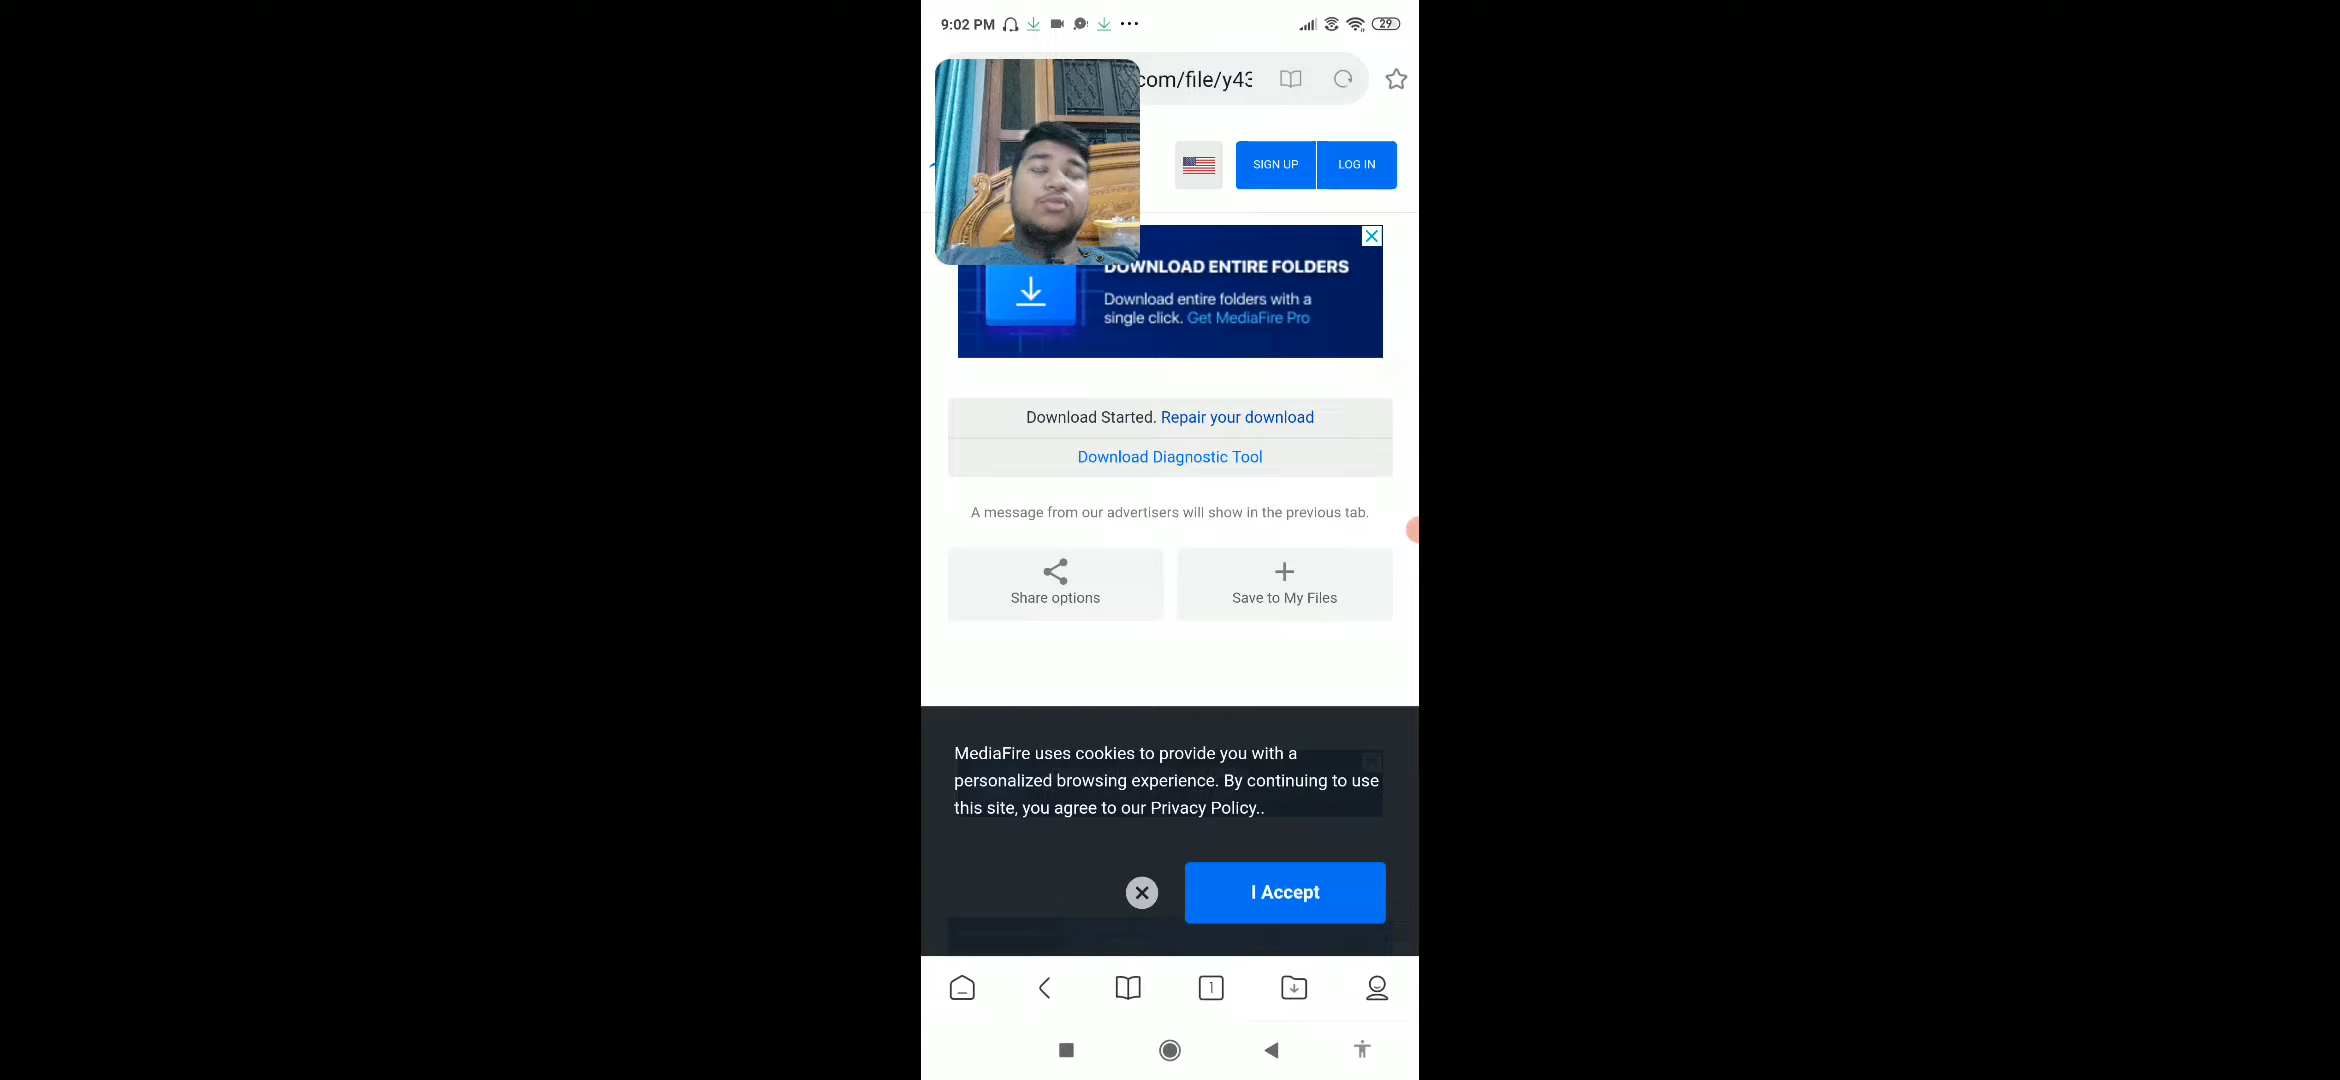 9:02 PM
29
com/file/y43
SIGN UP
LOG IN
DOWNLOAD ENTIRE FOLDERS
Download entire folders with a
single click. Get MediaFire Pro
Download Started. Repair your download
Download Diagnostic Tool
A message from our advertisers will show in the previous tab.
Share options
Save to My Files
MediaFire uses cookies to provide you with a
personalized browsing experience. By continuing to use
this site, you agree to our Privacy Policy..
I Accept
1